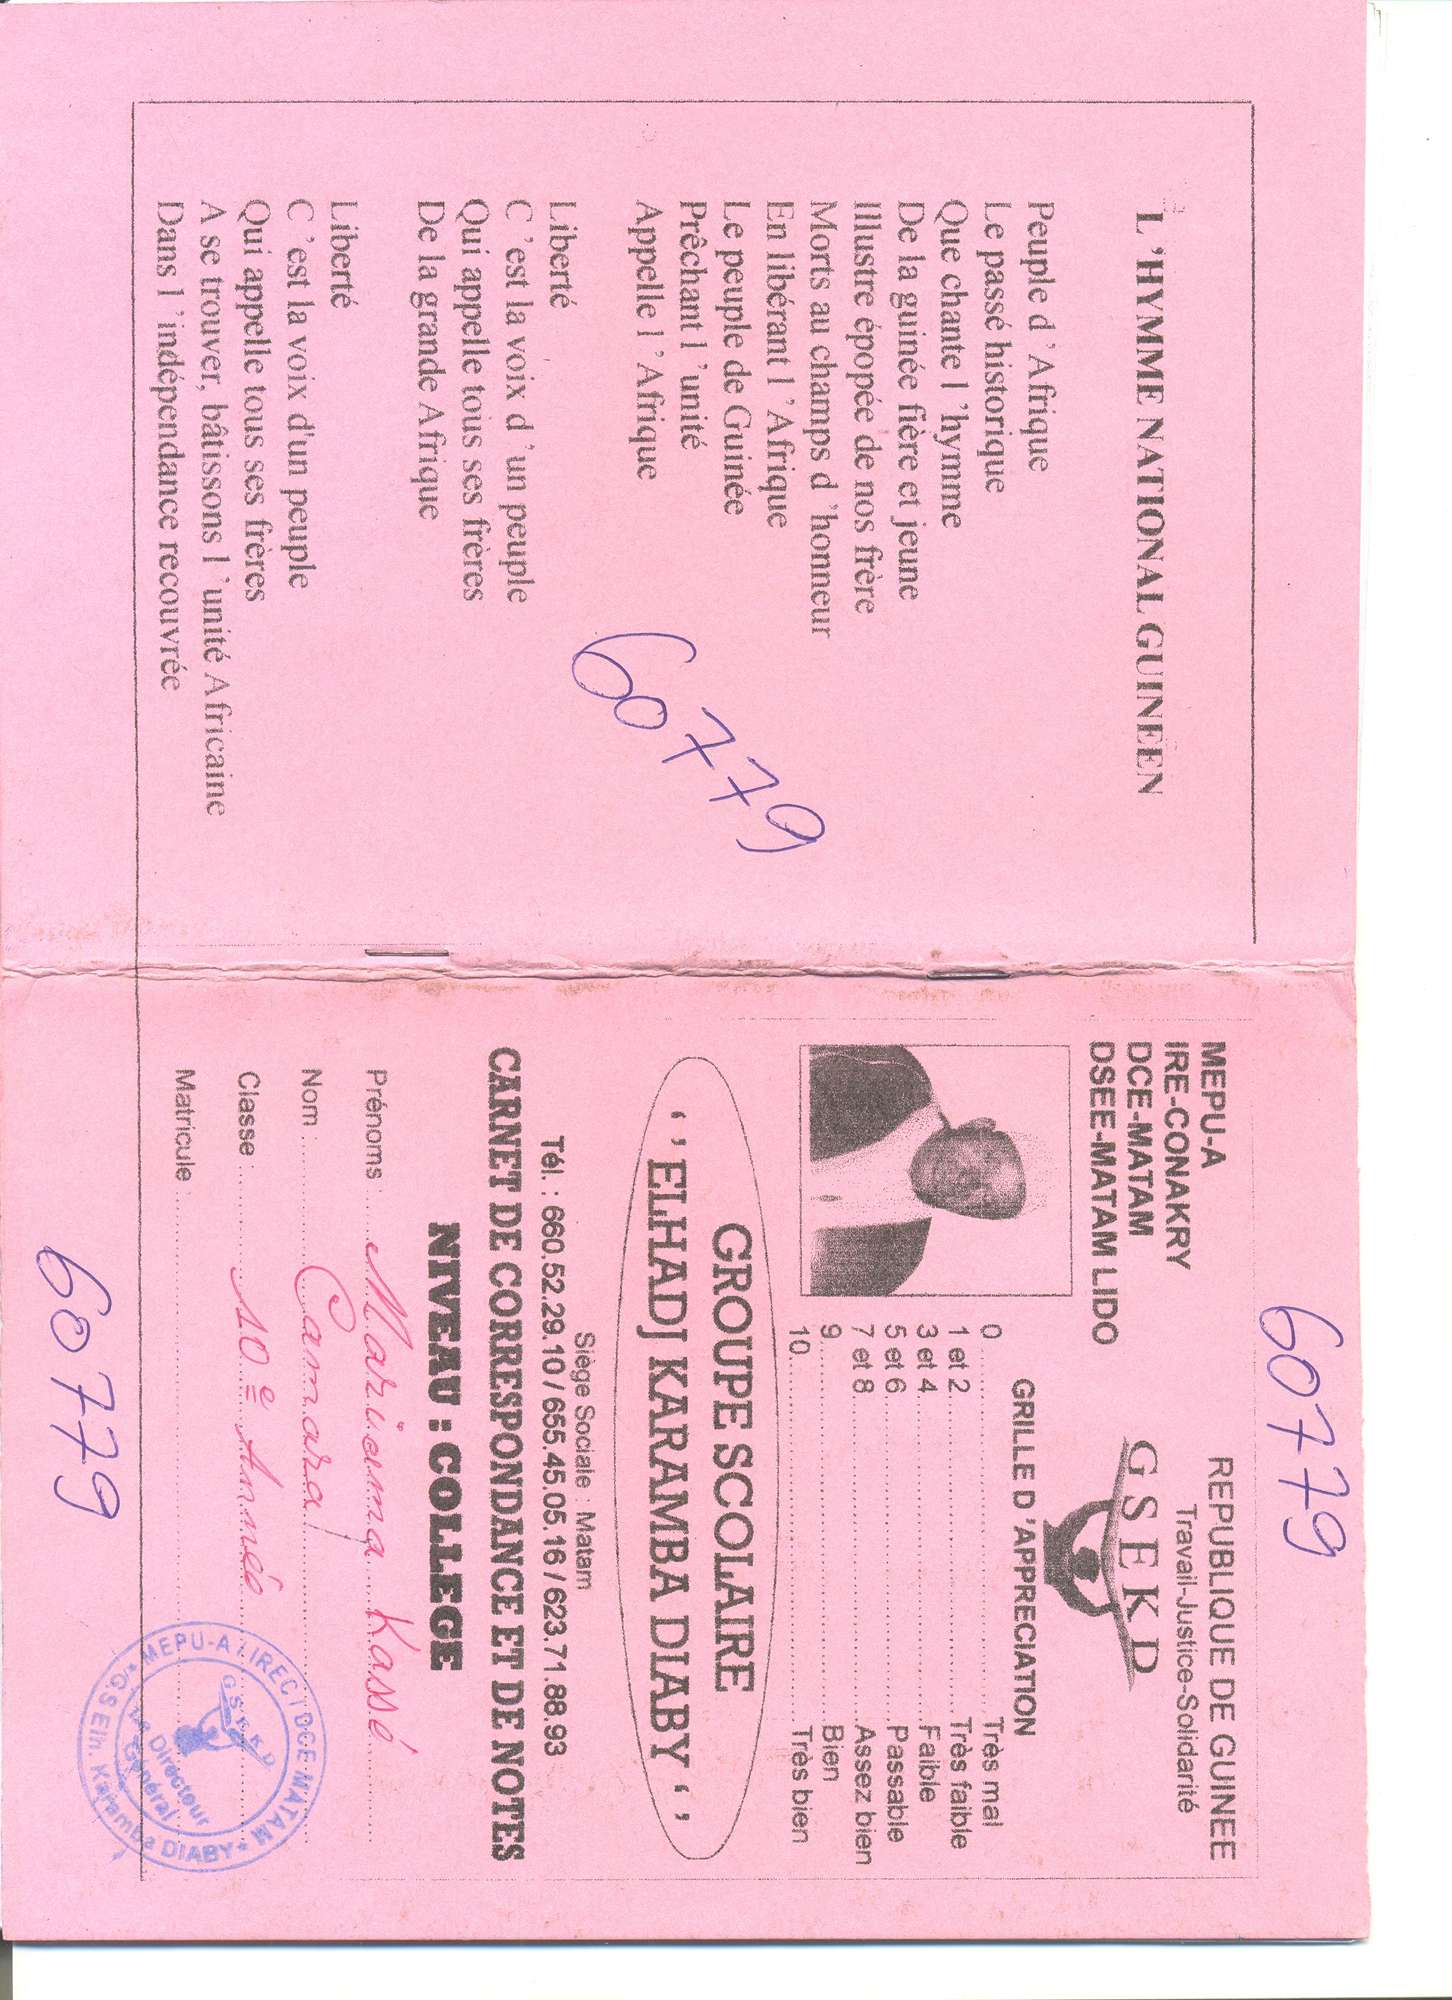 L 'HYMME NATIONAL GUINEEN
Peuple d 'Afrique
Le passé historique
Que chante l 'hymme
De la guinée fière et jeune
Illustre épopée de nos frère
Morts au champs d 'honneur
En libérant l 'Afrique
Le peuple de Guinée
Prêchant l 'unité
Appelle l 'Afrique
Liberté
C 'est la voix d 'un peuple
Qui appelle tous ses frères
De la grande Afrique
Liberté
C 'est la voix d'un peuple
Qui appelle tous ses frères
A se trouver, bâtissons l 'unité Africaine
Dans l 'indépendance recouvrée
60779
60779
MEPU-A
IRE-CONAKRY
DCE-MATAM
DSEE-MATAM LIDO
REPUBLIQUE DE GUINEE
Travail-Justice-Solidarité
GSEKD
GRILLE D'APPRECIATION
0 Très mal
1 et 2 Très faible
3 et 4 Faible
5 et 6 Passable
7 et 8 Assez bien
9 Bien
10 Très bien
GROUPE SCOLAIRE
‘ ’ELHADJ KARAMBA DIABY ‘ ’
Siège Sociale : Matam
Tél. : 660.52.29.10 / 655.45.05.16 / 623.71.88.93
CARNET DE CORRESPONDANCE ET DE NOTES
NIVEAU : COLLEGE
Prénoms : Mariama Kassé
Nom : Camara
Classe : 10e Année
Matricule :
MEPU-A / IRE C / DCE MATAM
GSEKD
Le Directeur
Général
GS Elh. Karamba DIABY
60779